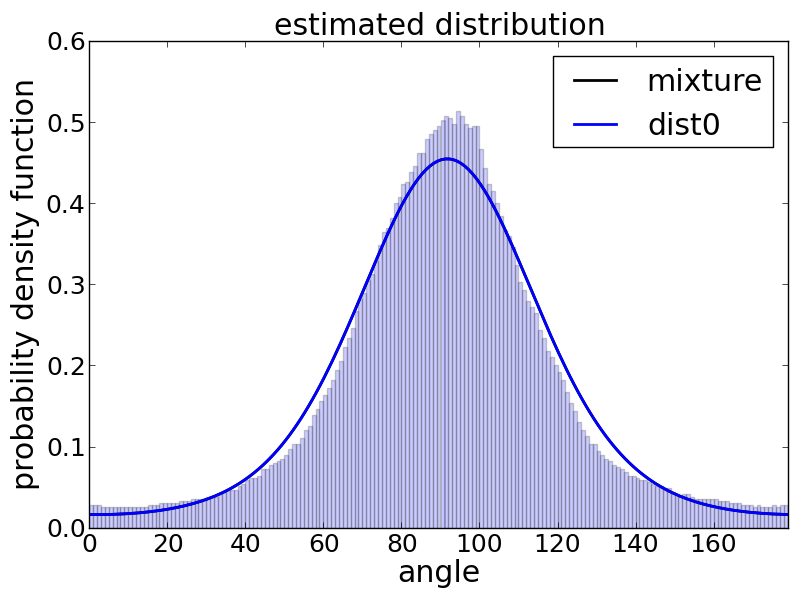 estimated distribution
probability density function
0.6
0.5
0.4
0.3
0.2
0.1
0.0
mixture
dist0
0 20 40 60 80 100 120 140 160
angle